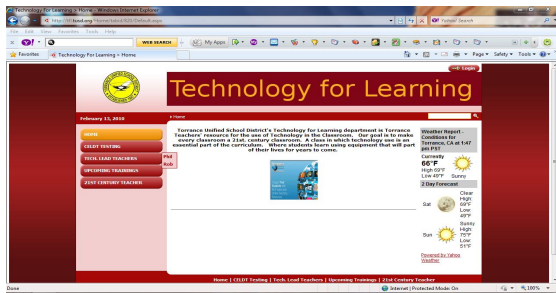 Technology For Learning » Home - Windows Internet Explorer
File Edit View Favorites Tools Help
WEB SEARCH
My Apps
Yahoo! Search
Favorites
Technology For Learning » Home
Page Safety Tools
Login
Technology for Learning
February 13, 2010
Home
HOME
CELDT TESTING
TECH. LEAD TEACHERS
UPCOMING TRAININGS
21ST CENTURY TEACHER
Phil
Rob
Torrance Unified School District's Technology for Learning department is Torrance
Teachers' resource for the use of Technology in the Classroom. Our goal is to make
every classroom a 21st. century classroom. A class in which technology use is an
essential part of the curriculum. Where students learn using equipment that will part
of their lives for years to come.
Weather Report -
Conditions for
Torrance, CA at 1:47
pm PST
Currently
66°F
High 69°F
Low 49°F
Sunny
2 Day Forecast
Sat
Clear
High:
69°F
Low:
49°F
Sun
Sunny
High:
75°F
Low:
51°F
Powered by Yahoo
Weather
Home | CELDT Testing | Tech. Lead Teachers | Upcoming Trainings | 21st Century Teacher
Done
Internet | Protected Mode: On
100%